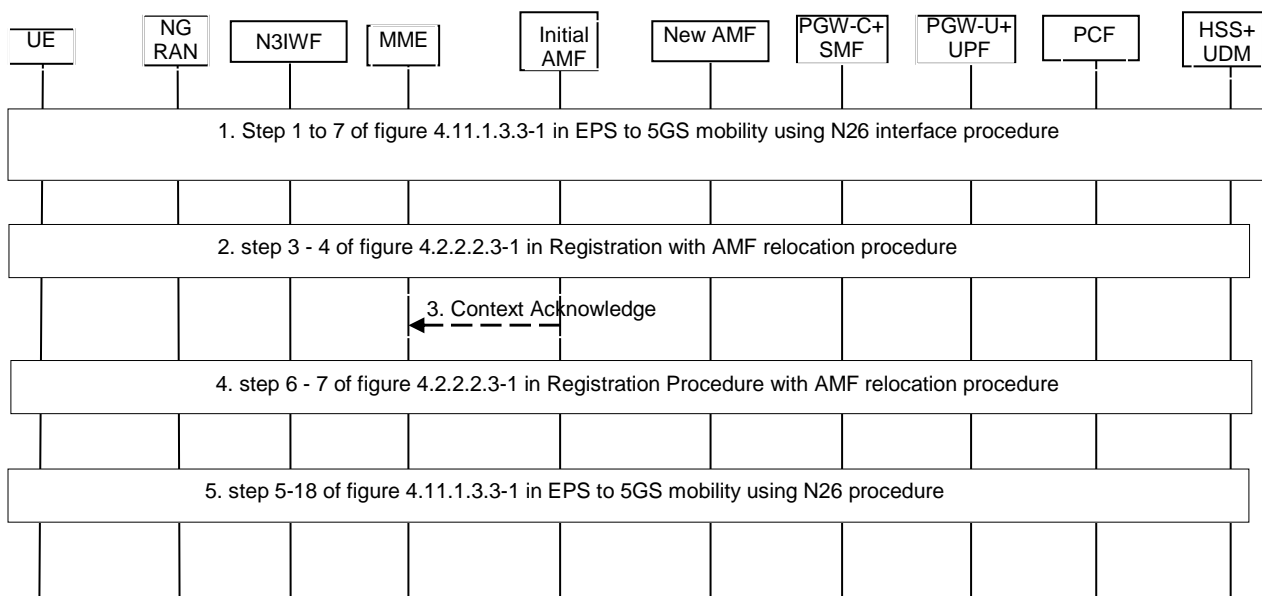 UE
NG
RAN
N3IWF
MME
Initial
AMF
New AMF
PGW-C+
SMF
PGW-U+
UPF
PCF
HSS+
UDM
1. Step 1 to 7 of figure 4.11.1.3.3-1 in EPS to 5GS mobility using N26 interface procedure
2. step 3 - 4 of figure 4.2.2.2.3-1 in Registration with AMF relocation procedure
3. Context Acknowledge
4. step 6 - 7 of figure 4.2.2.2.3-1 in Registration Procedure with AMF relocation procedure
5. step 5-18 of figure 4.11.1.3.3-1 in EPS to 5GS mobility using N26 procedure